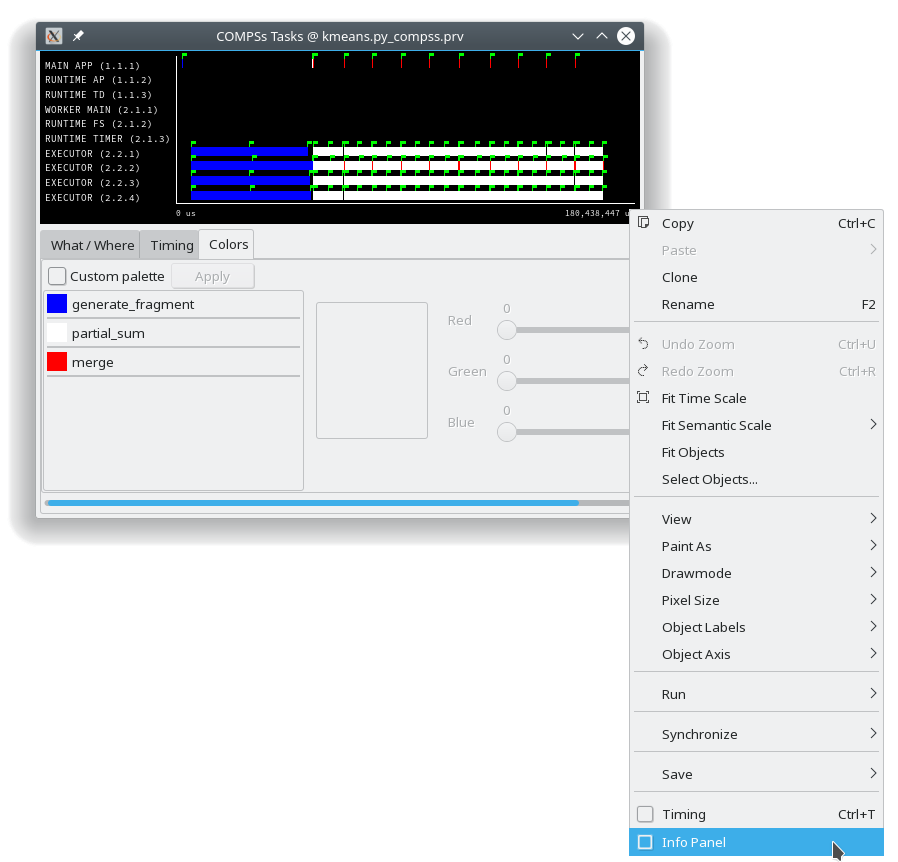 COMPSs Tasks @ kmeans.py_compss.prv
MAIN APP (1.1.1)
RUNTIME AP (1.1.2)
RUNTIME TD (1.1.3)
WORKER MAIN (2.1.1)
RUNTIME FS (2.1.2)
RUNTIME TIMER (2.1.3)
EXECUTOR (2.2.1)
EXECUTOR (2.2.2)
EXECUTOR (2.2.3)
EXECUTOR (2.2.4)
0 us 180,438,447
What / Where Timing Colors
Custom palette Apply
generate_fragment
partial_sum
merge
Red 0
Green 0
Blue 0
Copy Ctrl+C
Paste
Clone
Rename F2
Undo Zoom Ctrl+U
Redo Zoom Ctrl+R
Fit Time Scale
Fit Semantic Scale
Fit Objects
Select Objects...
View
Paint As
Drawmode
Pixel Size
Object Labels
Object Axis
Run
Synchronize
Save
Timing Ctrl+T
Info Panel